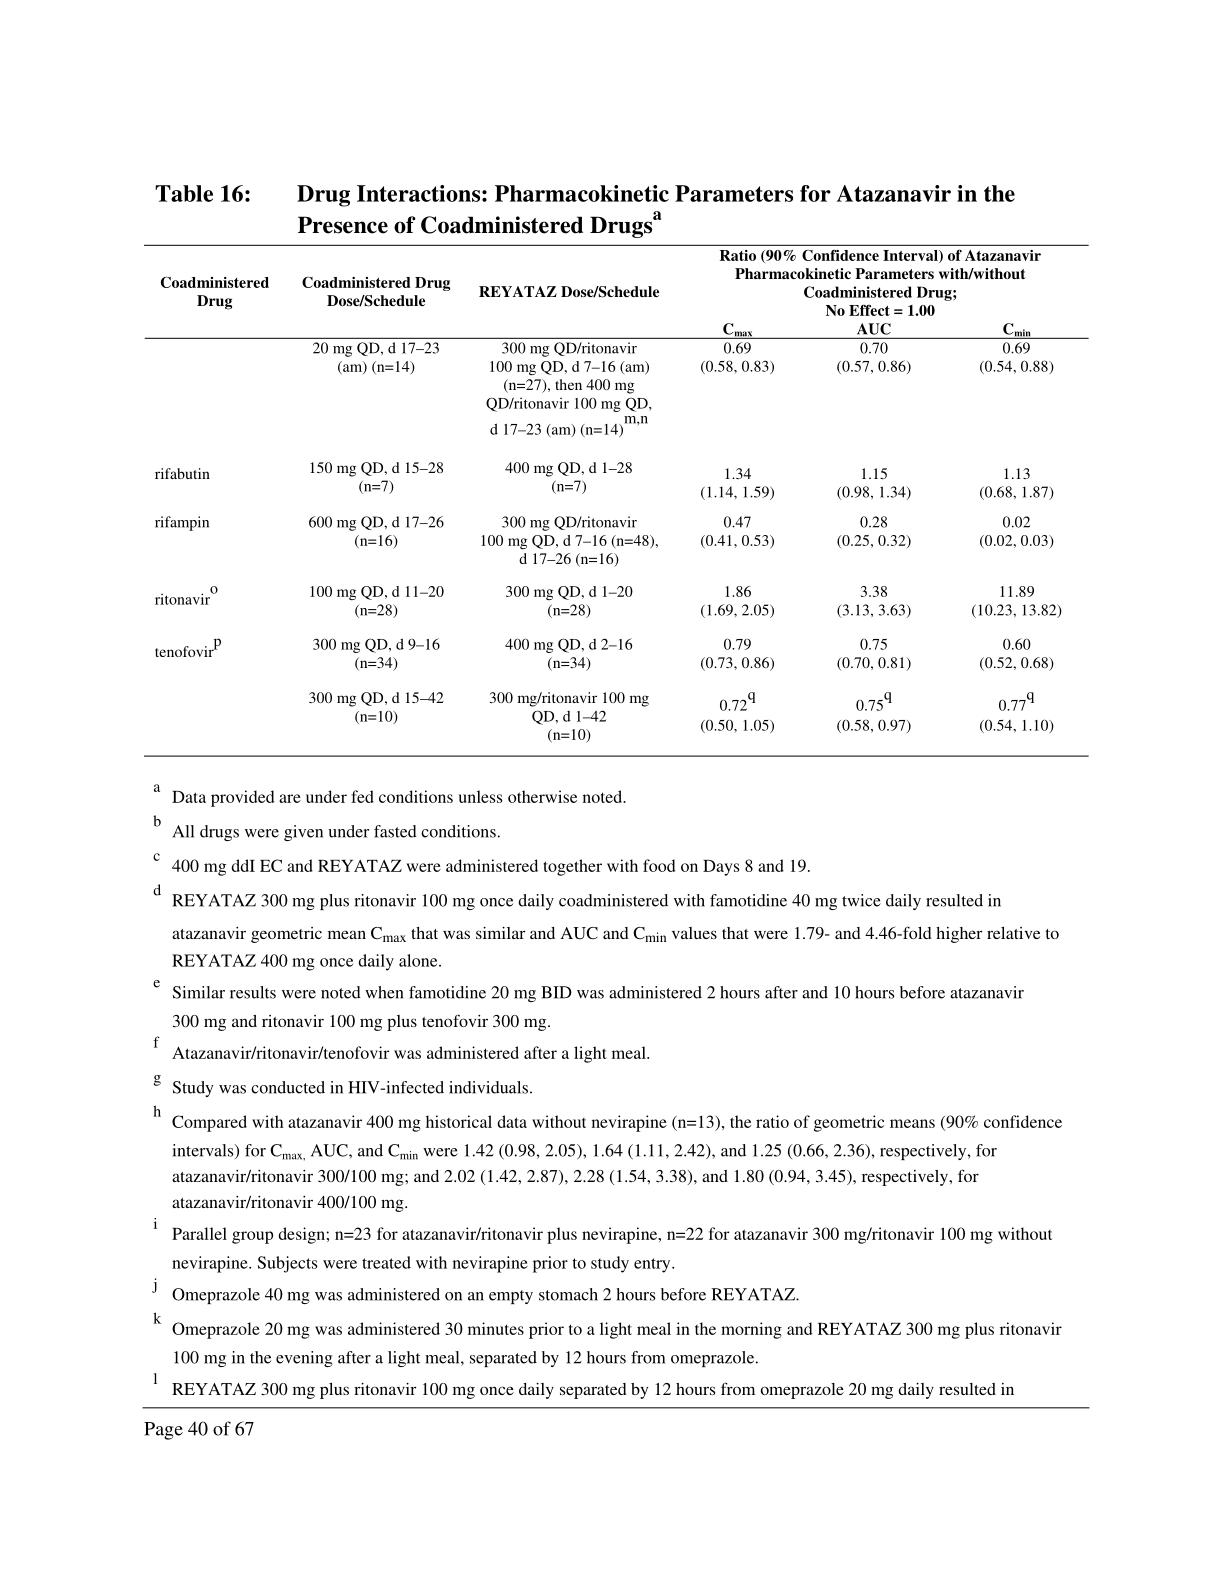 Table 16: Drug Interactions: Pharmacokinetic Parameters for Atazanavir in the
Presence of Coadministered Drugsa
Coadministered
Drug
Coadministered Drug
Dose/Schedule
REYATAZ Dose/Schedule
Ratio (90% Confidence Interval) of Atazanavir
Pharmacokinetic Parameters with/without
Coadministered Drug;
No Effect = 1.00
Cmax AUC Cmin
20 mg QD, d 17–23 300 mg QD/ritonavir 0.69 0.70 0.69
(am) (n=14) 100 mg QD, d 7–16 (am) (0.58, 0.83) (0.57, 0.86) (0.54, 0.88)
(n=27), then 400 mg
QD/ritonavir 100 mg QD,
d 17–23 (am) (n=14)m,n
rifabutin 150 mg QD, d 15–28 400 mg QD, d 1–28 1.34 1.15 1.13
(n=7) (n=7) (1.14, 1.59) (0.98, 1.34) (0.68, 1.87)
rifampin 600 mg QD, d 17–26 300 mg QD/ritonavir 0.47 0.28 0.02
(n=16) 100 mg QD, d 7–16 (n=48), (0.41, 0.53) (0.25, 0.32) (0.02, 0.03)
d 17–26 (n=16)
ritonaviro 100 mg QD, d 11–20 300 mg QD, d 1–20 1.86 3.38 11.89
(n=28) (n=28) (1.69, 2.05) (3.13, 3.63) (10.23, 13.82)
tenofovirp 300 mg QD, d 9–16 400 mg QD, d 2–16 0.79 0.75 0.60
(n=34) (n=34) (0.73, 0.86) (0.70, 0.81) (0.52, 0.68)
300 mg QD, d 15–42 300 mg/ritonavir 100 mg 0.72q 0.75q 0.77q
(n=10) QD, d 1–42 (0.50, 1.05) (0.58, 0.97) (0.54, 1.10)
(n=10)
a Data provided are under fed conditions unless otherwise noted.
b All drugs were given under fasted conditions.
c 400 mg ddI EC and REYATAZ were administered together with food on Days 8 and 19.
d REYATAZ 300 mg plus ritonavir 100 mg once daily coadministered with famotidine 40 mg twice daily resulted in
atazanavir geometric mean Cmax that was similar and AUC and Cmin values that were 1.79- and 4.46-fold higher relative to
REYATAZ 400 mg once daily alone.
e Similar results were noted when famotidine 20 mg BID was administered 2 hours after and 10 hours before atazanavir
300 mg and ritonavir 100 mg plus tenofovir 300 mg.
f Atazanavir/ritonavir/tenofovir was administered after a light meal.
g Study was conducted in HIV-infected individuals.
h Compared with atazanavir 400 mg historical data without nevirapine (n=13), the ratio of geometric means (90% confidence
intervals) for Cmax, AUC, and Cmin were 1.42 (0.98, 2.05), 1.64 (1.11, 2.42), and 1.25 (0.66, 2.36), respectively, for
atazanavir/ritonavir 300/100 mg; and 2.02 (1.42, 2.87), 2.28 (1.54, 3.38), and 1.80 (0.94, 3.45), respectively, for
atazanavir/ritonavir 400/100 mg.
i Parallel group design; n=23 for atazanavir/ritonavir plus nevirapine, n=22 for atazanavir 300 mg/ritonavir 100 mg without
nevirapine. Subjects were treated with nevirapine prior to study entry.
j Omeprazole 40 mg was administered on an empty stomach 2 hours before REYATAZ.
k Omeprazole 20 mg was administered 30 minutes prior to a light meal in the morning and REYATAZ 300 mg plus ritonavir
100 mg in the evening after a light meal, separated by 12 hours from omeprazole.
l REYATAZ 300 mg plus ritonavir 100 mg once daily separated by 12 hours from omeprazole 20 mg daily resulted in
Page 40 of 67